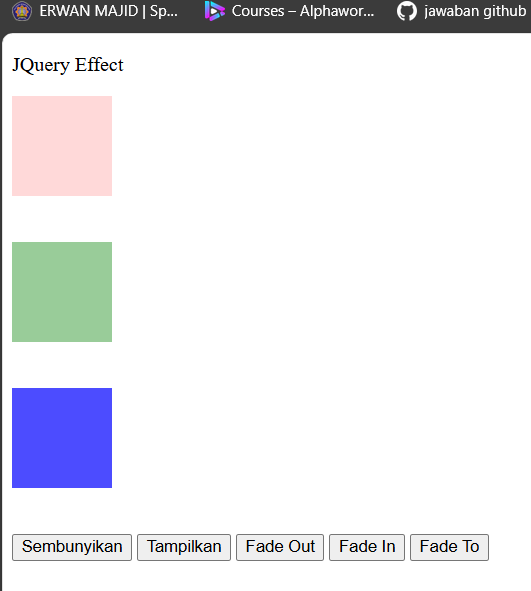 ERWAN MAJID | Sp... Courses – Alphawor... jawaban github
JQuery Effect
Sembunyikan Tampilkan Fade Out Fade In Fade To